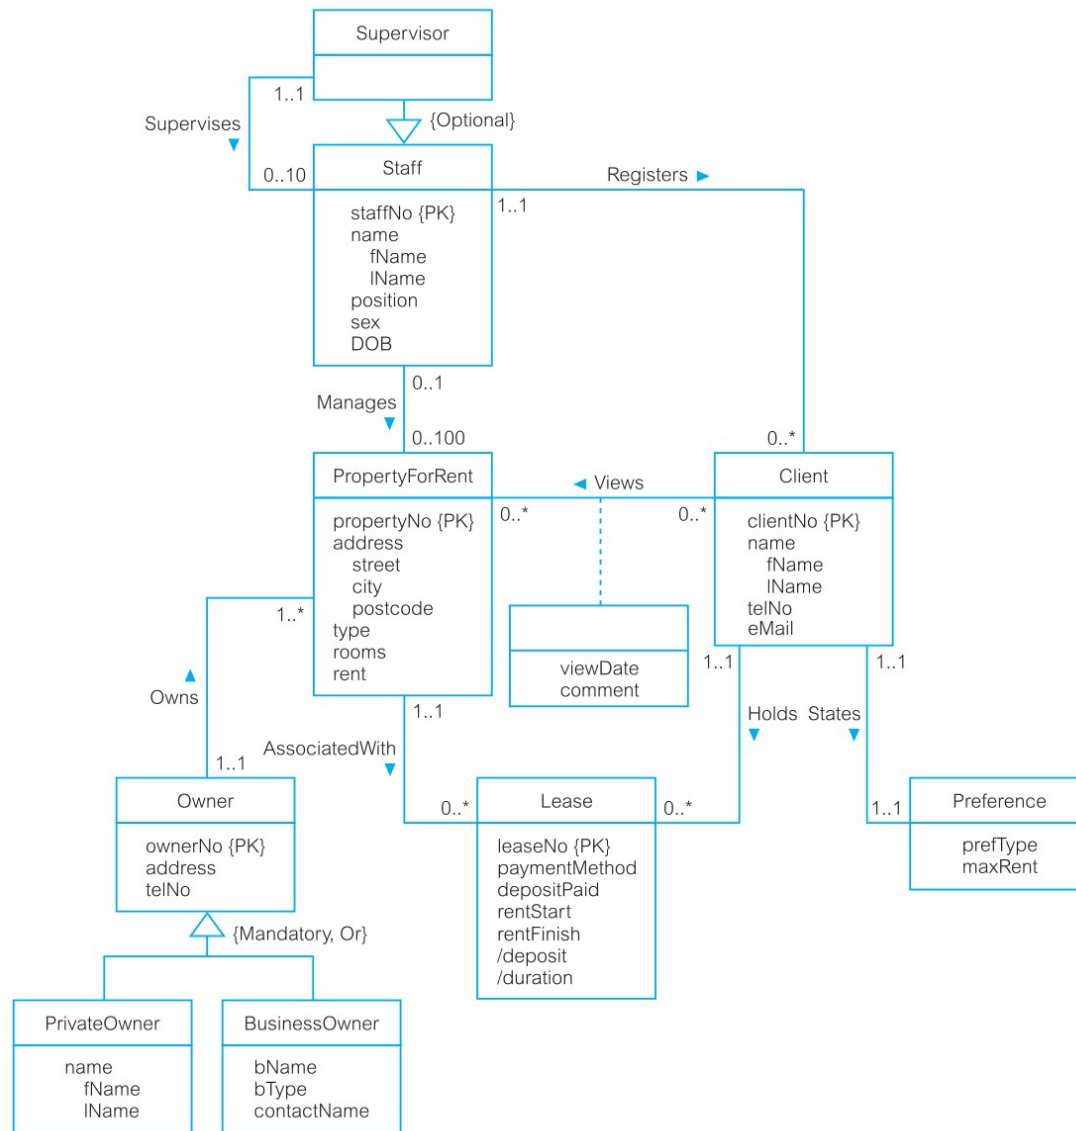 Supervisor
1..1
Supervises
{Optional}
0..10
Staff
Registers
1..1
staffNo {PK}
name
fName
lName
position
sex
DOB
0..1
Manages
0..100
0..*
PropertyForRent
Views
Client
0..*
0..*
propertyNo {PK}
address
street
city
postcode
type
rooms
rent
clientNo {PK}
name
fName
lName
telNo
eMail
1..*
viewDate
comment
1..1
1..1
Owns
1..1
Holds
States
AssociatedWith
1..1
Owner
0..*
Lease
0..*
1..1
Preference
ownerNo {PK}
address
telNo
leaseNo {PK}
paymentMethod
depositPaid
rentStart
rentFinish
/deposit
/duration
prefType
maxRent
{Mandatory, Or}
PrivateOwner
BusinessOwner
name
fName
lName
bName
bType
contactName